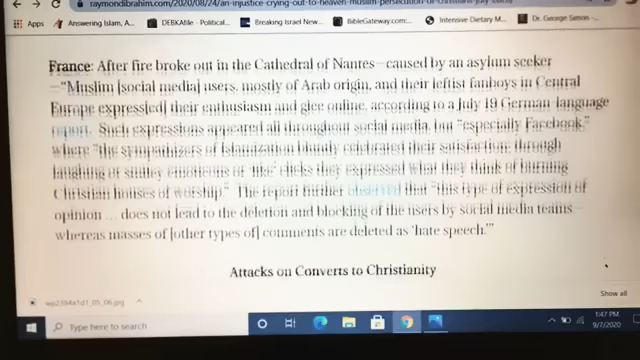 raymondibrahim.com/2020/08/24/an-injustice-crying-out-to-heaven-muslim-persecution-of-christians-july-2020/
Apps Answering Islam, A... DEBKAfile - Political... Breaking Israel New... BibleGateway.com:... Intensive Dietary M... Dr. George Simon -...
France: After fire broke out in the Cathedral of Nantes—caused by an asylum seeker
—“Muslim [social media] users, mostly of Arab origin, and their leftist fanboys in Central
Europe express[ed] their enthusiasm and glee online, according to a July 19 German-language
report. Such expressions appeared all throughout social media, but “especially Facebook,”
where “the sympathizers of Islamization bluntly celebrated their satisfaction: through
laughing or smiley emotions or ‘like’ clicks they expressed what they think of burning
Christian houses of worship.” The report further observed that “this type of expression of
opinion … does not lead to the deletion and blocking of the users by social media teams—
whereas masses of [other types of] comments are deleted as ‘hate speech.’”
Attacks on Converts to Christianity
Show all
Type here to search
1:47 PM
9/7/2020